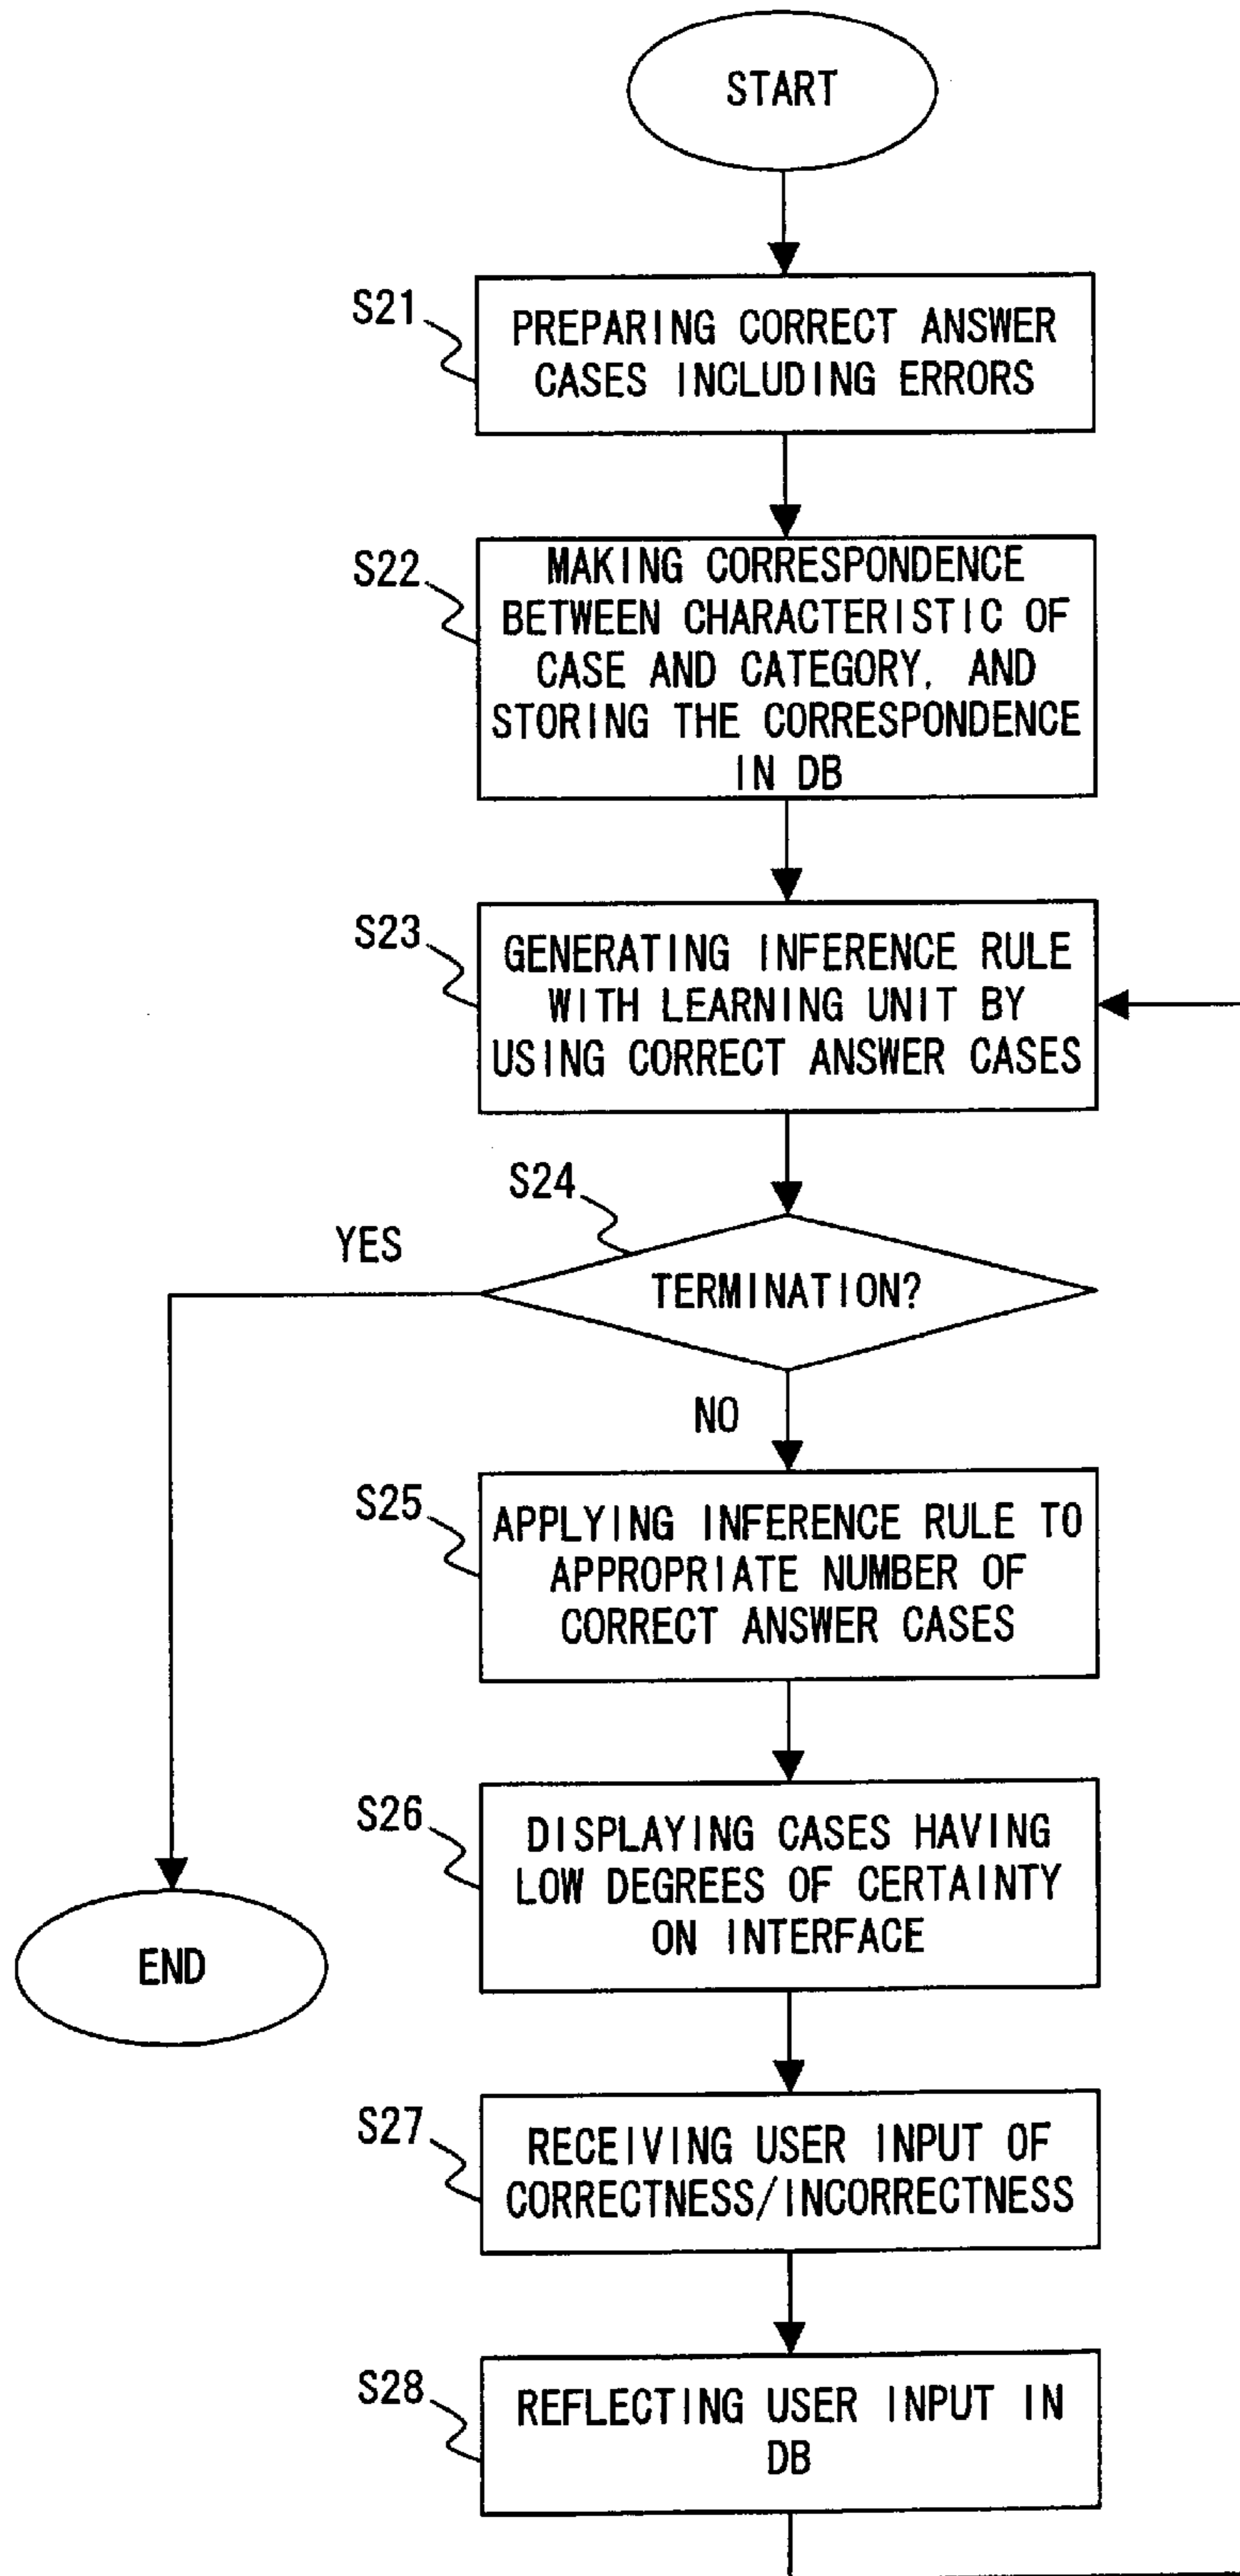 START
S21
PREPARING CORRECT ANSWER
CASES INCLUDING ERRORS
S22
MAKING CORRESPONDENCE
BETWEEN CHARACTERISTIC OF
CASE AND CATEGORY, AND
STORING THE CORRESPONDENCE
IN DB
S23
GENERATING INFERENCE RULE
WITH LEARNING UNIT BY
USING CORRECT ANSWER CASES
S24
YES
TERMINATION?
NO
S25
APPLYING INFERENCE RULE TO
APPROPRIATE NUMBER OF
CORRECT ANSWER CASES
S26
DISPLAYING CASES HAVING
LOW DEGREES OF CERTAINTY
ON INTERFACE
END
S27
RECEIVING USER INPUT OF
CORRECTNESS/INCORRECTNESS
S28
REFLECTING USER INPUT IN
DB